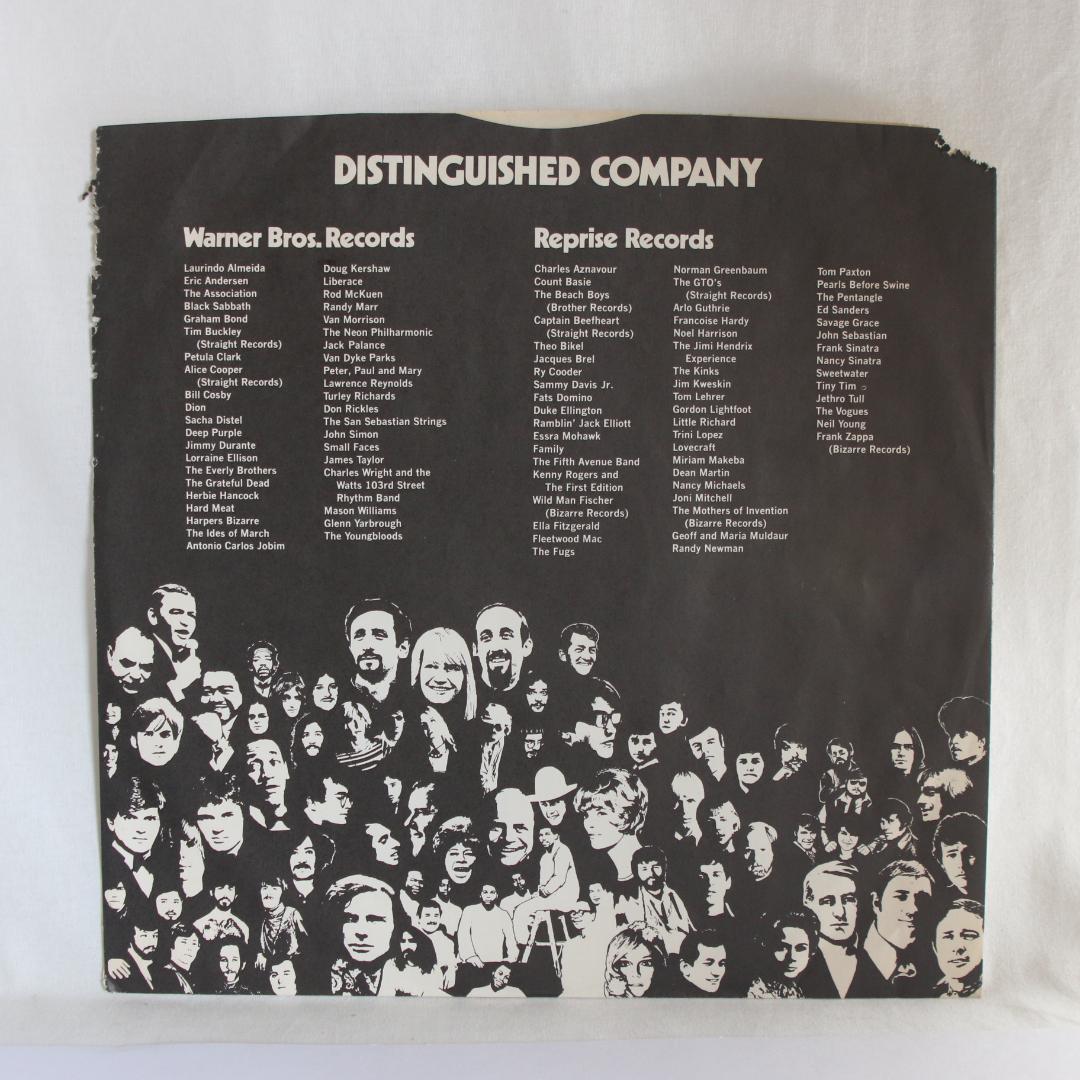 DISTINGUISHED COMPANY
Warner Bros. Records
Laurindo Almeida
Eric Andersen
The Association
Black Sabbath
Graham Bond
Tim Buckley
(Straight Records)
Petula Clark
Alice Cooper
(Straight Records)
Bill Cosby
Dion
Sacha Distel
Deep Purple
Jimmy Durante
Lorraine Ellison
The Everly Brothers
The Grateful Dead
Herbie Hancock
Hard Meat
Harpers Bizarre
The Ides of March
Antonio Carlos Jobim
Doug Kershaw
Liberace
Rod McKuen
Randy Marr
Van Morrison
The Neon Philharmonic
Jack Palance
Van Dyke Parks
Peter, Paul and Mary
Lawrence Reynolds
Turley Richards
Don Rickles
The San Sebastian Strings
John Simon
Small Faces
James Taylor
Charles Wright and the
Watts 103rd Street
Rhythm Band
Mason Williams
Glenn Yarbrough
The Youngbloods
Reprise Records
Charles Aznavour
Count Basie
The Beach Boys
(Brother Records)
Captain Beefheart
(Straight Records)
Theo Bikel
Jacques Brel
Ry Cooder
Sammy Davis Jr.
Fats Domino
Duke Ellington
Ramblin' Jack Elliott
Essra Mohawk
Family
The Fifth Avenue Band
Kenny Rogers and
The First Edition
Wild Man Fischer
(Bizarre Records)
Ella Fitzgerald
Fleetwood Mac
The Fugs
Norman Greenbaum
The GTO's
(Straight Records)
Arlo Guthrie
Francoise Hardy
Noel Harrison
The Jimi Hendrix
Experience
The Kinks
Jim Kweskin
Tom Lehrer
Gordon Lightfoot
Little Richard
Trini Lopez
Lovecraft
Miriam Makeba
Dean Martin
Nancy Michaels
Joni Mitchell
The Mothers of Invention
(Bizarre Records)
Geoff and Maria Muldaur
Randy Newman
Tom Paxton
Pearls Before Swine
The Pentangle
Ed Sanders
Savage Grace
John Sebastian
Frank Sinatra
Nancy Sinatra
Sweetwater
Tiny Tim
Jethro Tull
The Vogues
Neil Young
Frank Zappa
(Bizarre Records)